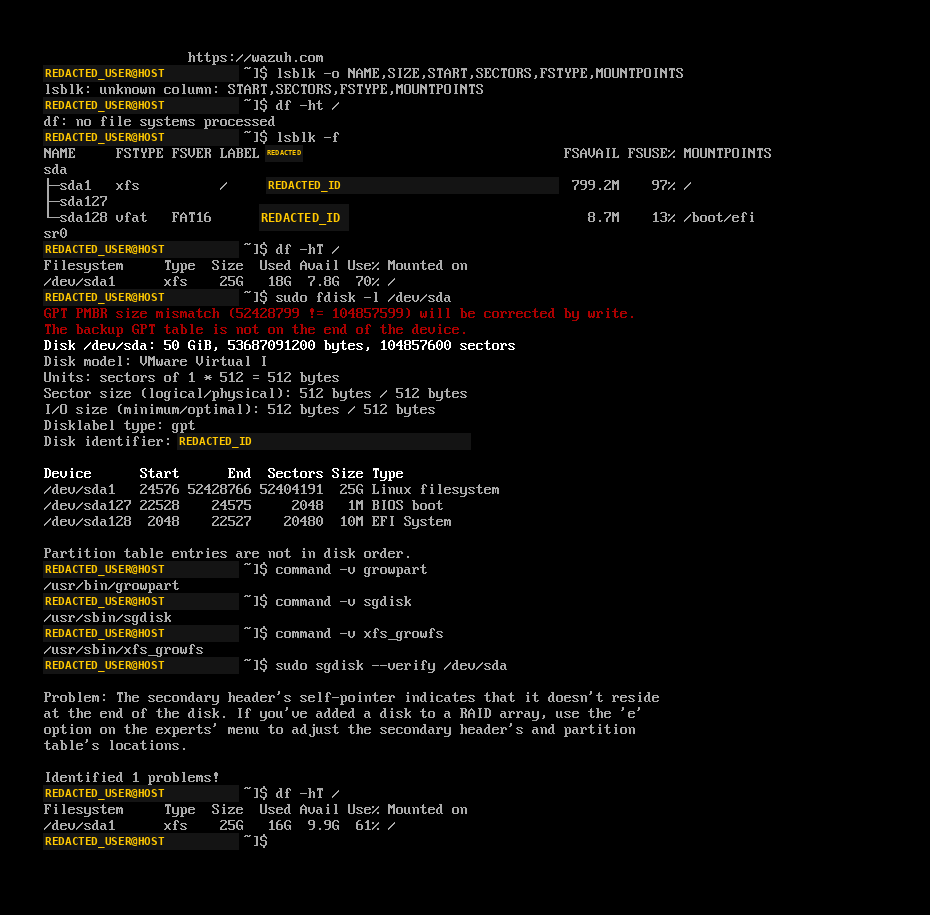 https://wazuh.com
REDACTED_USER@HOST ~]$ lsblk -o NAME,SIZE,START,SECTORS,FSTYPE,MOUNTPOINTS
lsblk: unknown column: START,SECTORS,FSTYPE,MOUNTPOINTS
REDACTED_USER@HOST ~]$ df -ht /
df: no file systems processed
REDACTED_USER@HOST ~]$ lsblk -f
NAME FSTYPE FSVER LABEL REDACTED FSAVAIL FSUSE% MOUNTPOINTS
sda
├─sda1 xfs / REDACTED_ID 799.2M 97% /
├─sda127
└─sda128 vfat FAT16 REDACTED_ID 8.7M 13% /boot/efi
sr0
REDACTED_USER@HOST ~]$ df -hT /
Filesystem Type Size Used Avail Use% Mounted on
/dev/sda1 xfs 25G 18G 7.8G 70% /
REDACTED_USER@HOST ~]$ sudo fdisk -l /dev/sda
GPT PMBR size mismatch (52428799 != 104857599) will be corrected by write.
The backup GPT table is not on the end of the device.
Disk /dev/sda: 50 GiB, 53687091200 bytes, 104857600 sectors
Disk model: VMware Virtual I
Units: sectors of 1 * 512 = 512 bytes
Sector size (logical/physical): 512 bytes / 512 bytes
I/O size (minimum/optimal): 512 bytes / 512 bytes
Disklabel type: gpt
Disk identifier: REDACTED_ID
Device Start End Sectors Size Type
/dev/sda1 24576 52428766 52404191 25G Linux filesystem
/dev/sda127 22528 24575 2048 1M BIOS boot
/dev/sda128 2048 22527 20480 10M EFI System
Partition table entries are not in disk order.
REDACTED_USER@HOST ~]$ command -v growpart
/usr/bin/growpart
REDACTED_USER@HOST ~]$ command -v sgdisk
/usr/sbin/sgdisk
REDACTED_USER@HOST ~]$ command -v xfs_growfs
/usr/sbin/xfs_growfs
REDACTED_USER@HOST ~]$ sudo sgdisk --verify /dev/sda
Problem: The secondary header's self-pointer indicates that it doesn't reside
at the end of the disk. If you've added a disk to a RAID array, use the 'e'
option on the experts' menu to adjust the secondary header's and partition
table's locations.
Identified 1 problems!
REDACTED_USER@HOST ~]$ df -hT /
Filesystem Type Size Used Avail Use% Mounted on
/dev/sda1 xfs 25G 16G 9.9G 61% /
REDACTED_USER@HOST ~]$